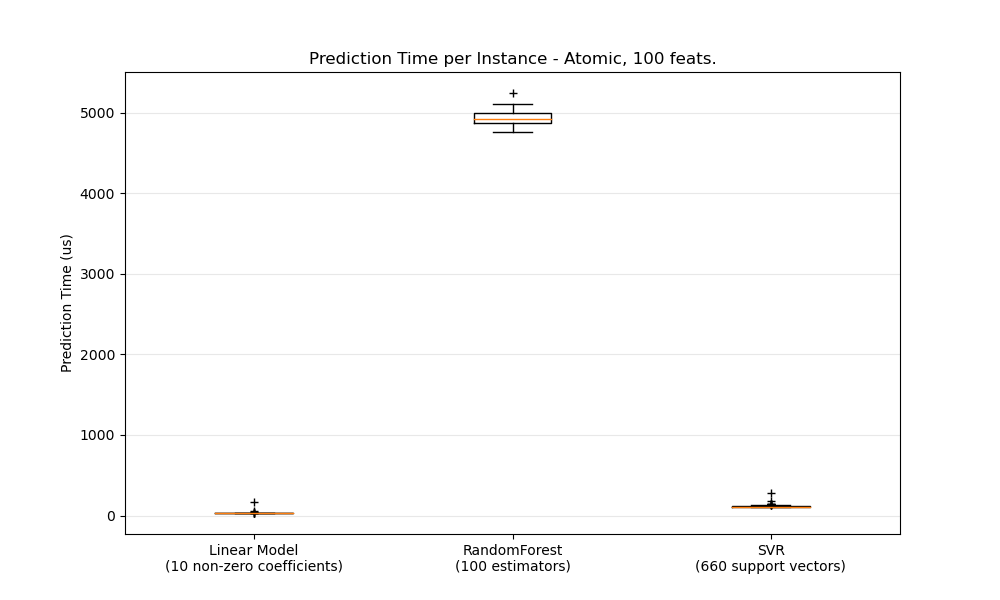 Prediction Time per Instance - Atomic, 100 feats.
Prediction Time (us)
5000
4000
3000
2000
1000
0
Linear Model
(10 non-zero coefficients)
RandomForest
(100 estimators)
SVR
(660 support vectors)